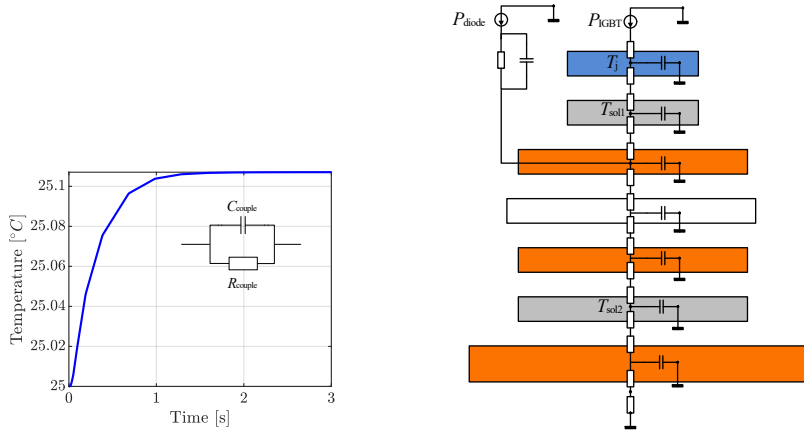 P_diode
P_IGBT
T_j
T_sol1
T_sol2
25.1
25.08
25.06
25.04
25.02
25
Temperature [°C]
C_couple
R_couple
0
1
2
3
Time [s]